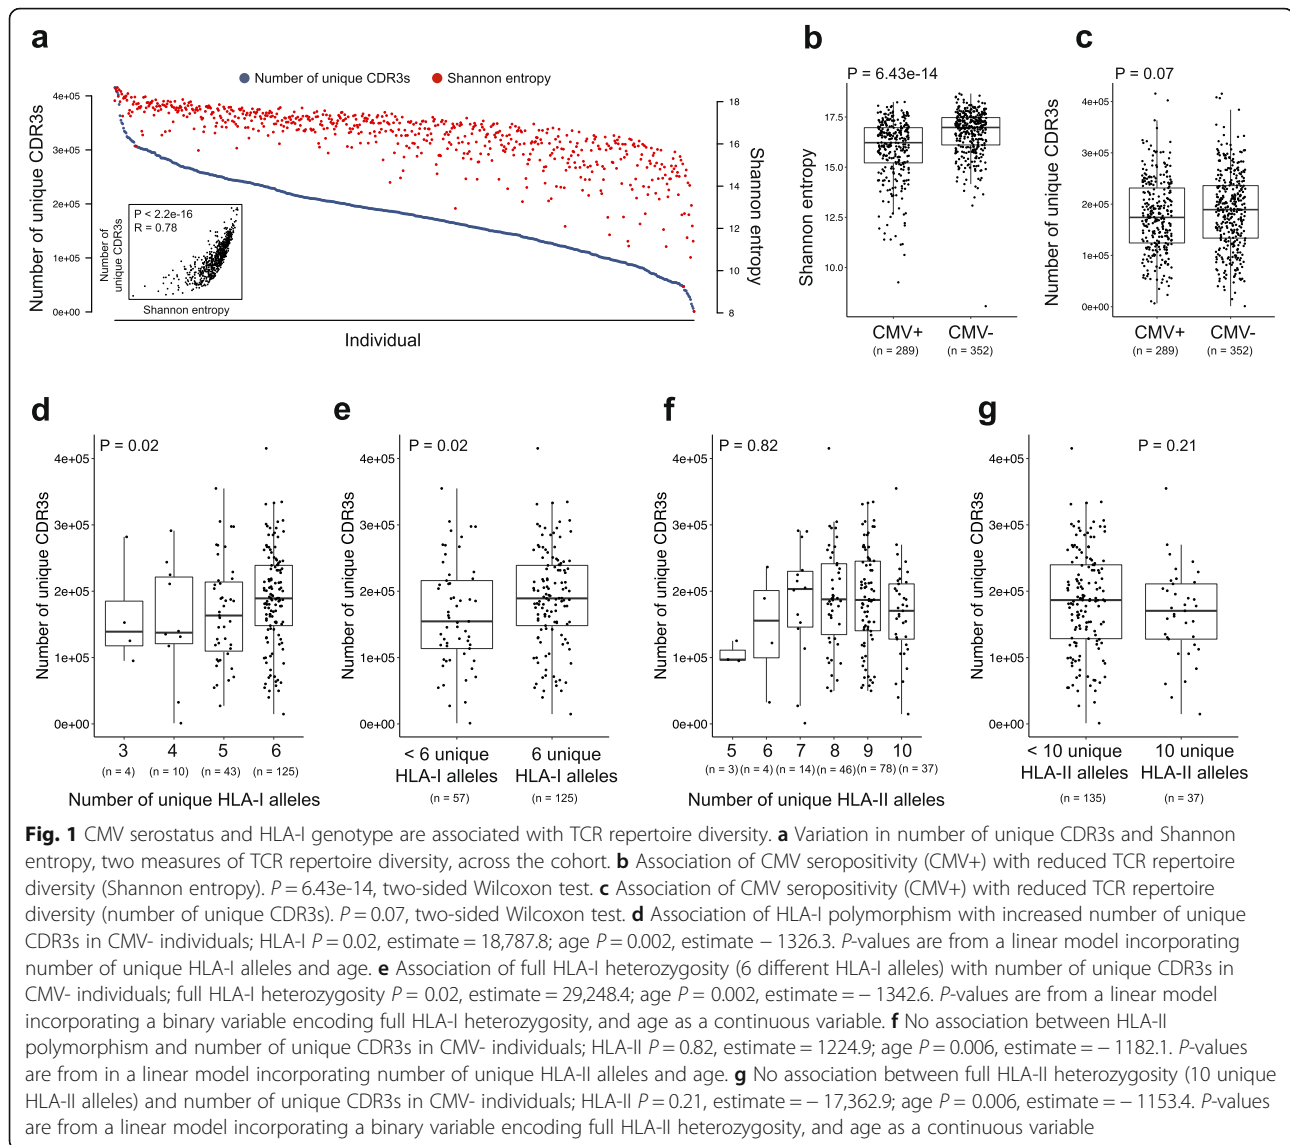 a
Number of unique CDR3s
Shannon entropy
4e+05
3e+05
2e+05
1e+05
0e+00
Number of unique CDR3s
18
16
14
12
10
8
Shannon entropy
P < 2.2e-16
R = 0.78
Number of
unique CDR3s
Shannon entropy
Individual
b
P = 6.43e-14
17.5
15.0
12.5
10.0
Shannon entropy
CMV+
CMV-
(n = 289)
(n = 352)
c
P = 0.07
4e+05
3e+05
2e+05
1e+05
0e+00
Number of unique CDR3s
CMV+
CMV-
(n = 289)
(n = 352)
d
P = 0.02
4e+05
3e+05
2e+05
1e+05
0e+00
Number of unique CDR3s
3 4 5 6
(n = 4) (n = 10) (n = 43) (n = 125)
Number of unique HLA-I alleles
e
P = 0.02
4e+05
3e+05
2e+05
1e+05
0e+00
Number of unique CDR3s
< 6 unique
HLA-I alleles
(n = 57)
6 unique
HLA-I alleles
(n = 125)
f
P = 0.82
4e+05
3e+05
2e+05
1e+05
0e+00
Number of unique CDR3s
5 6 7 8 9 10
(n = 3) (n = 4) (n = 14) (n = 46) (n = 78) (n = 37)
Number of unique HLA-II alleles
g
P = 0.21
4e+05
3e+05
2e+05
1e+05
0e+00
Number of unique CDR3s
< 10 unique
HLA-II alleles
(n = 135)
10 unique
HLA-II alleles
(n = 37)
Fig. 1 CMV serostatus and HLA-I genotype are associated with TCR repertoire diversity. a Variation in number of unique CDR3s and Shannon
entropy, two measures of TCR repertoire diversity, across the cohort. b Association of CMV seropositivity (CMV+) with reduced TCR repertoire
diversity (Shannon entropy). P = 6.43e-14, two-sided Wilcoxon test. c Association of CMV seropositivity (CMV+) with reduced TCR repertoire
diversity (number of unique CDR3s). P = 0.07, two-sided Wilcoxon test. d Association of HLA-I polymorphism with increased number of unique
CDR3s in CMV- individuals; HLA-I P = 0.02, estimate = 18,787.8; age P = 0.002, estimate − 1326.3. P-values are from a linear model incorporating
number of unique HLA-I alleles and age. e Association of full HLA-I heterozygosity (6 different HLA-I alleles) with number of unique CDR3s in
CMV- individuals; full HLA-I heterozygosity P = 0.02, estimate = 29,248.4; age P = 0.002, estimate = − 1342.6. P-values are from a linear model
incorporating a binary variable encoding full HLA-I heterozygosity, and age as a continuous variable. f No association between HLA-II
polymorphism and number of unique CDR3s in CMV- individuals; HLA-II P = 0.82, estimate = 1224.9; age P = 0.006, estimate = − 1182.1. P-values
are from in a linear model incorporating number of unique HLA-II alleles and age. g No association between full HLA-II heterozygosity (10 unique
HLA-II alleles) and number of unique CDR3s in CMV- individuals; HLA-II P = 0.21, estimate = − 17,362.9; age P = 0.006, estimate = − 1153.4. P-values
are from a linear model incorporating a binary variable encoding full HLA-II heterozygosity, and age as a continuous variable